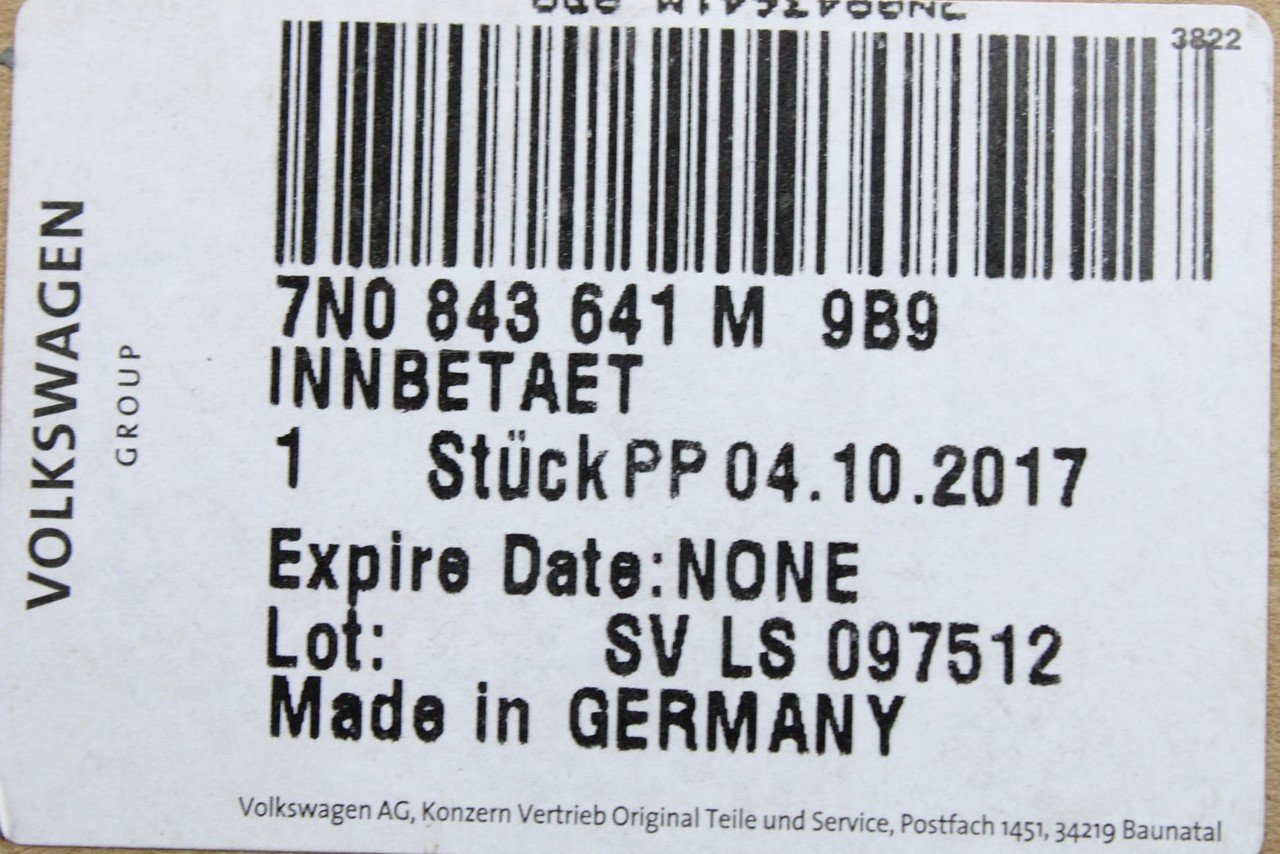 3822
7N0 843 641 M 9B9
INNBETAET
1 Stück PP 04.10.2017
Expire Date: NONE
Lot: SV LS 097512
Made in GERMANY
VOLKSWAGEN
GROUP
Volkswagen AG, Konzern Vertrieb Original Teile und Service, Postfach 1451, 34219 Baunatal